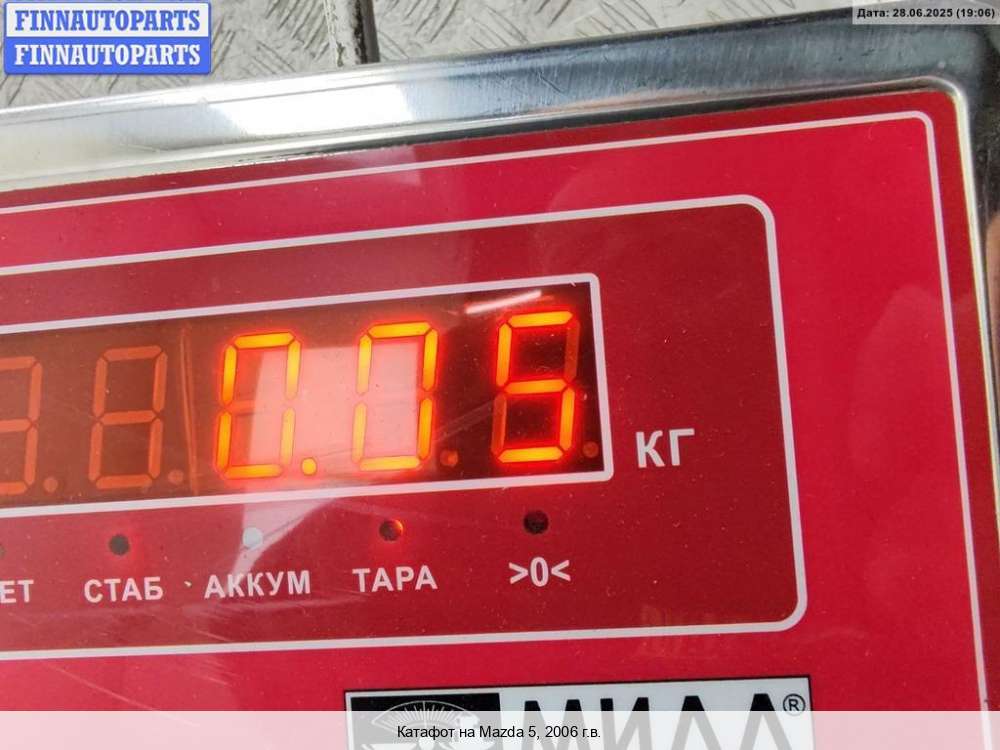 FINNAUTOPARTS
FINNAUTOPARTS
Дата: 28.06.2025 (19:06)
0.05
КГ
СТАБ
АККУМ
ТАРА
>0<
®
Катафот на Mazda 5, 2006 г.в.